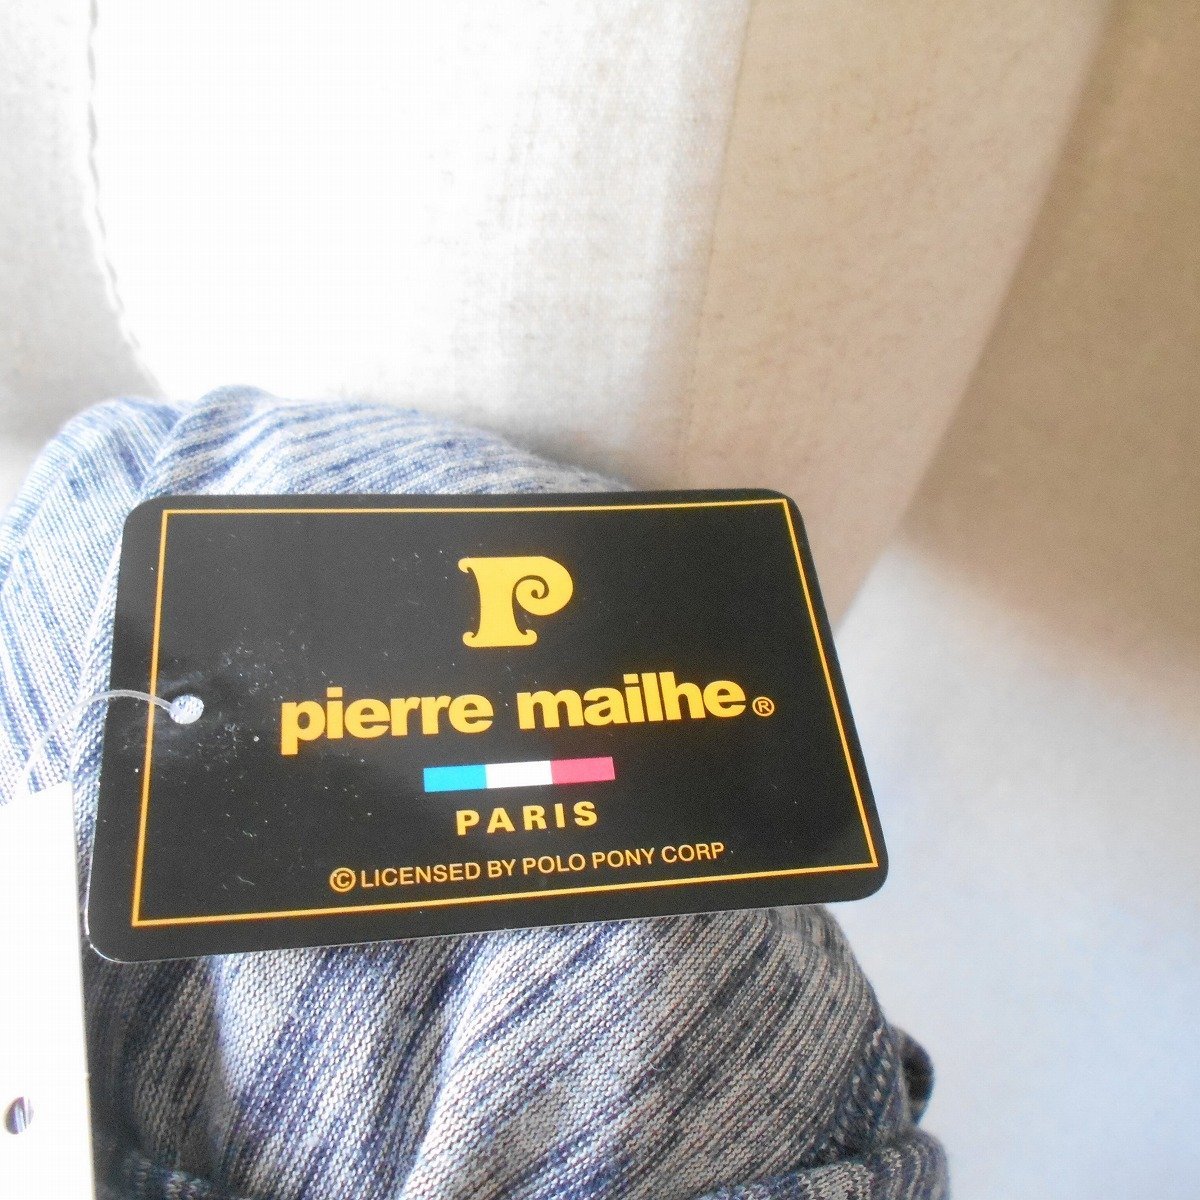 P
pierre mailhe®
PARIS
©LICENSED BY POLO PONY CORP